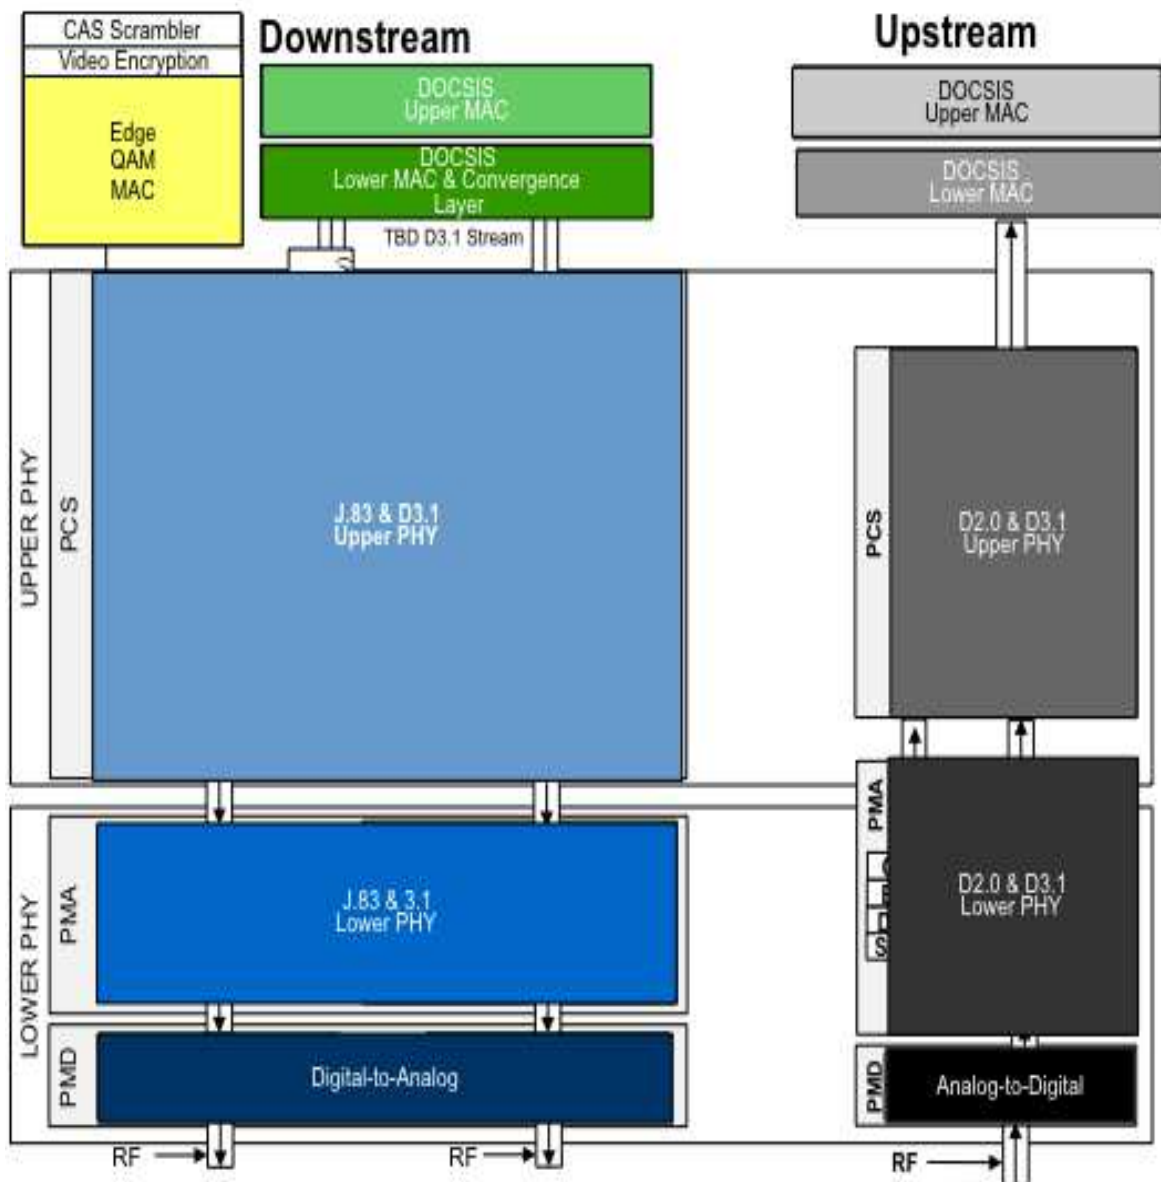 CAS Scrambler
Video Encryption
Edge
QAM
MAC
Downstream
DOCSIS
Upper MAC
DOCSIS
Lower MAC & Convergence
Layer
TBD D3.1 Stream
Upstream
DOCSIS
Upper MAC
DOCSIS
Lower MAC
UPPER PHY
PCS
J.83 & D3.1
Upper PHY
PCS
D2.0 & D3.1
Upper PHY
LOWER PHY
PMA
J.83 & 3.1
Lower PHY
PMA
D2.0 & D3.1
Lower PHY
PMD
Digital-to-Analog
PMD
Analog-to-Digital
RF
RF
RF